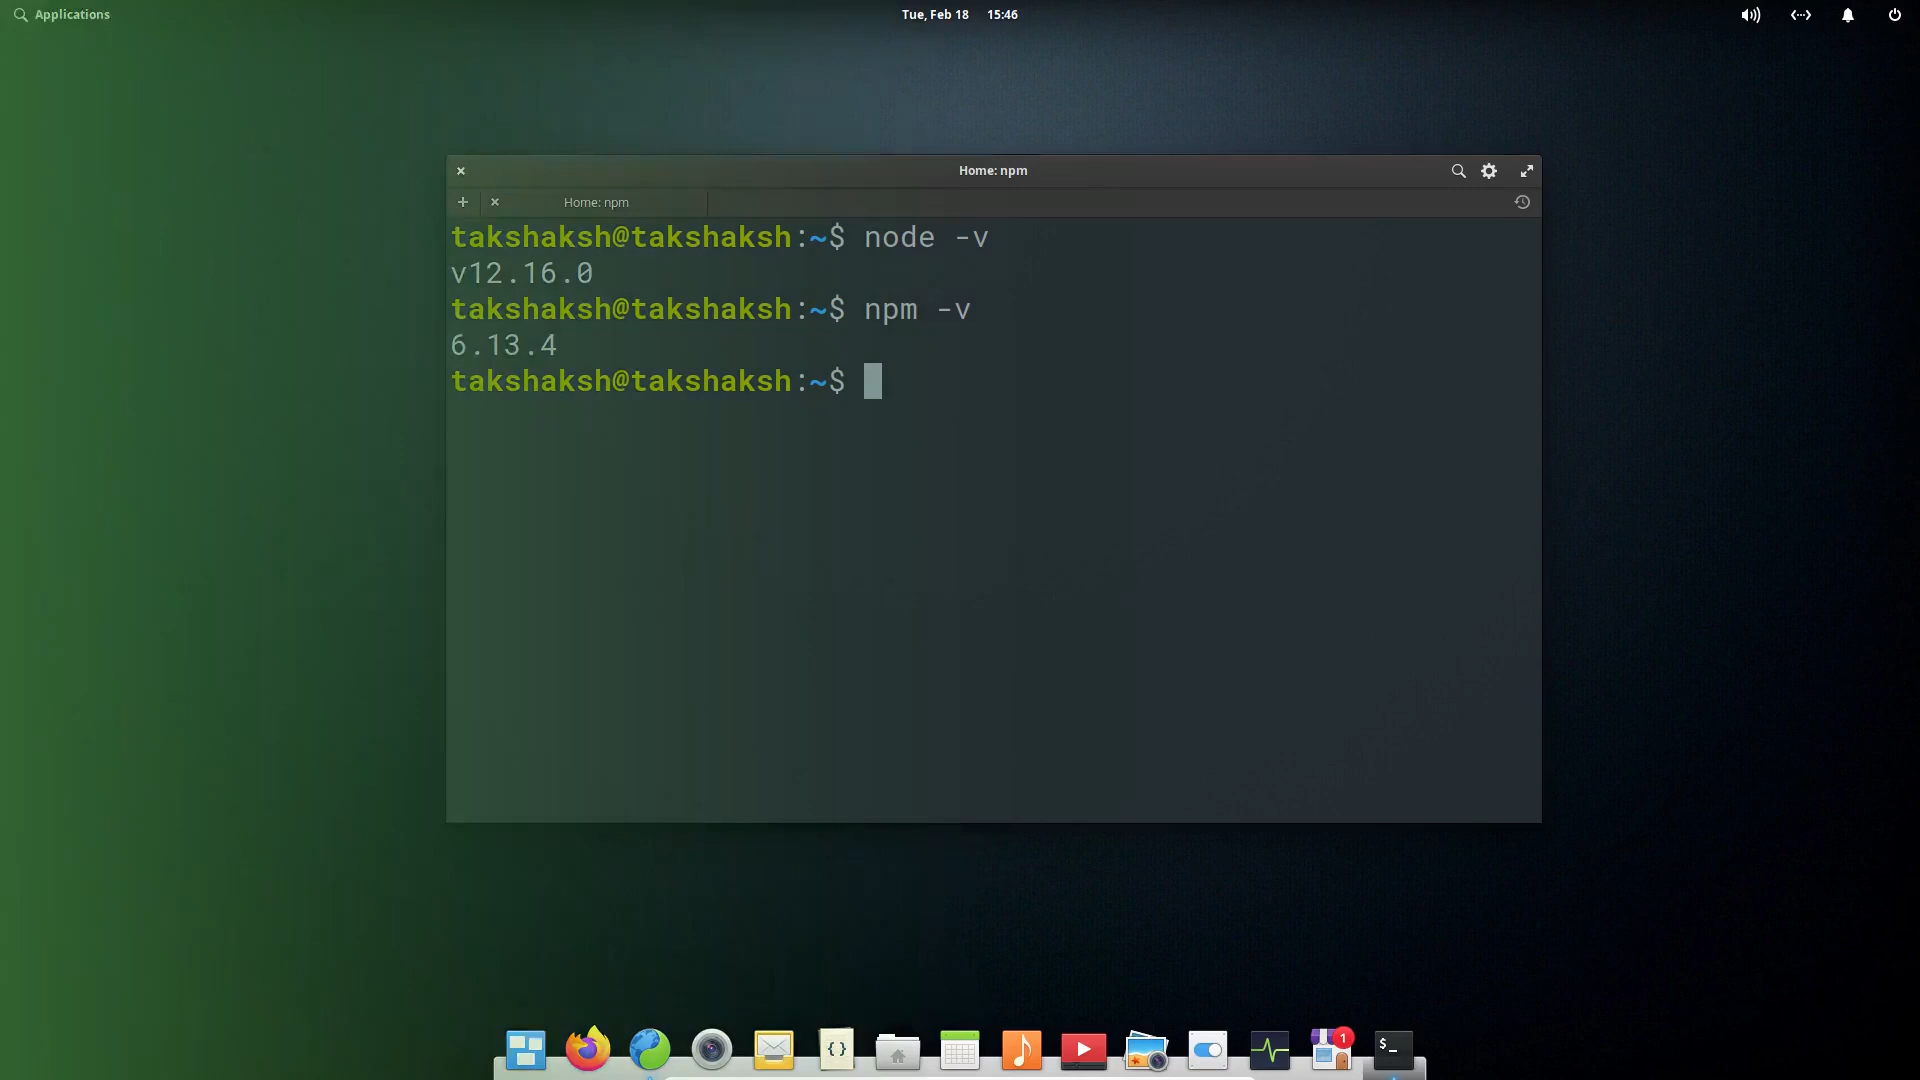 Applications
Tue, Feb 18 15:46
Home: npm
Home: npm
takshaksh@takshaksh:~$ node -v
v12.16.0
takshaksh@takshaksh:~$ npm -v
6.13.4
takshaksh@takshaksh:~$
{}
1
$_